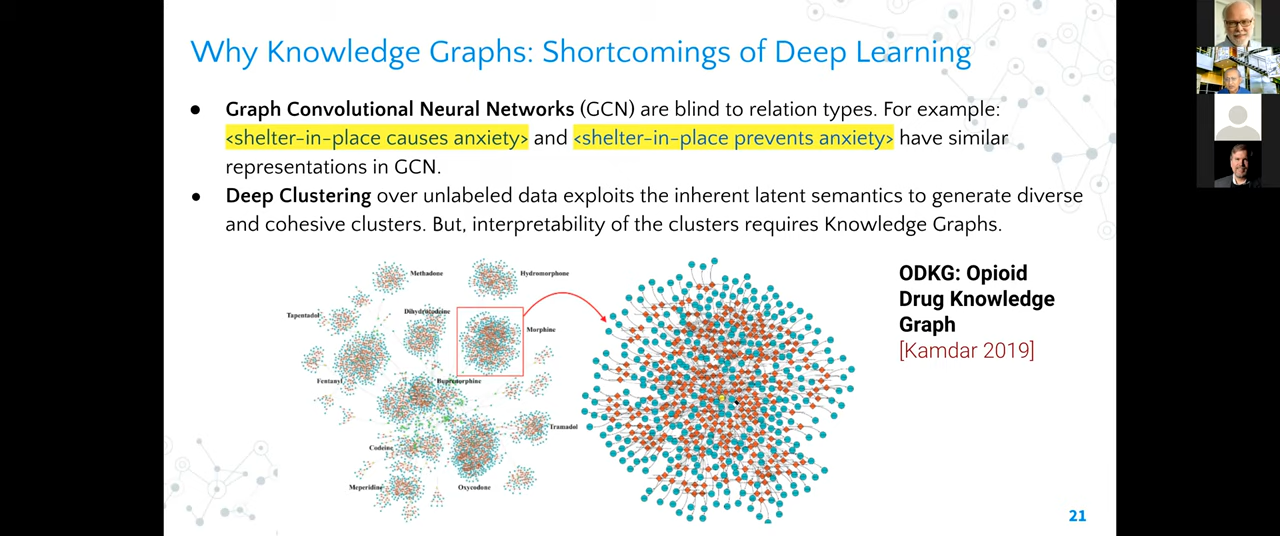 Why Knowledge Graphs: Shortcomings of Deep Learning
● Graph Convolutional Neural Networks (GCN) are blind to relation types. For example:
<shelter-in-place causes anxiety> and <shelter-in-place prevents anxiety> have similar
representations in GCN.
● Deep Clustering over unlabeled data exploits the inherent latent semantics to generate diverse
and cohesive clusters. But, interpretability of the clusters requires Knowledge Graphs.
Methadone
Hydromorphone
Tapentadol
Dihydrocodeine
Morphine
Fentanyl
Buprenorphine
Codeine
Tramadol
Meperidine
Oxycodone
ODKG: Opioid
Drug Knowledge
Graph
[Kamdar 2019]
21